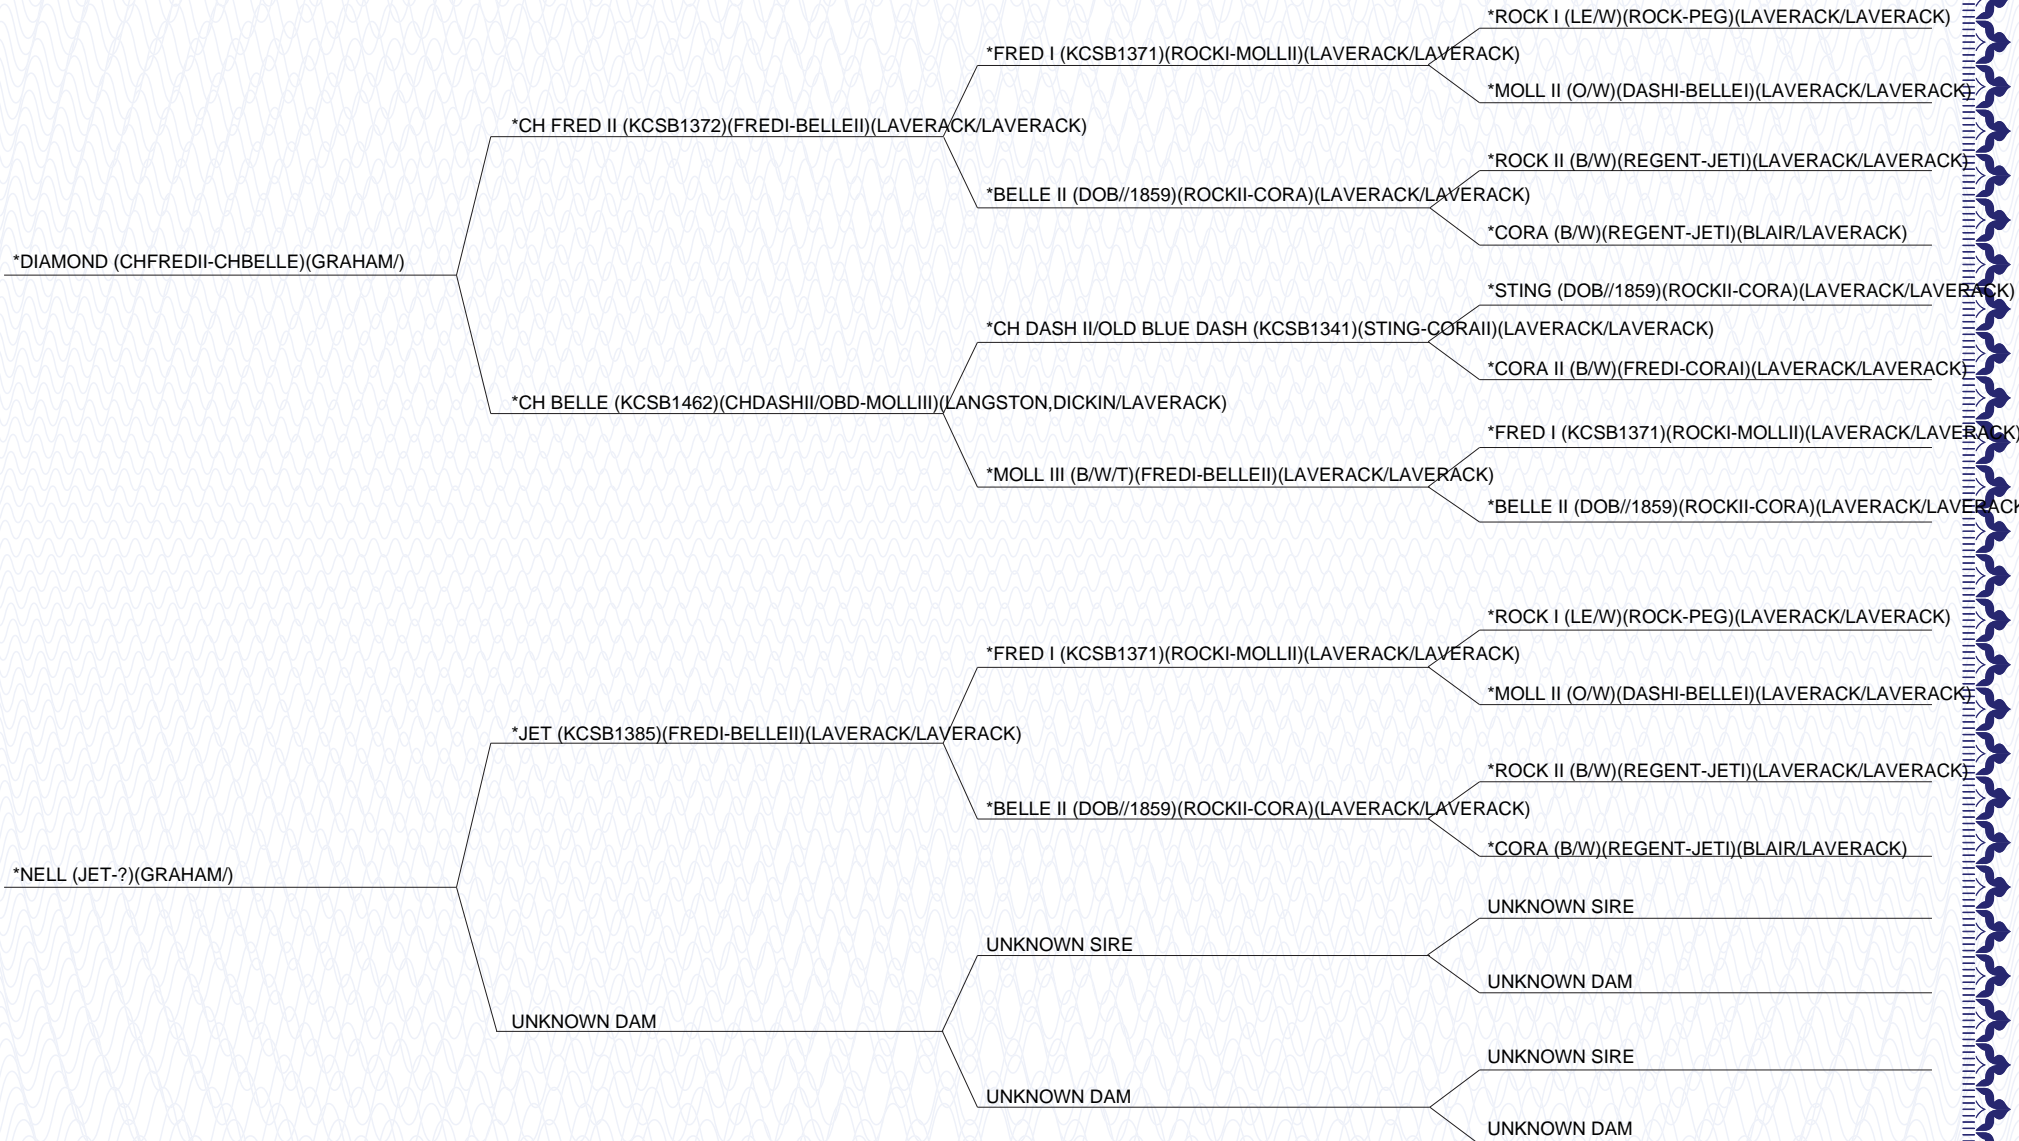 *ROCK I (LE/W)(ROCK-PEG)(LAVERACK/LAVERACK)
*FRED I (KCSB1371)(ROCKI-MOLLII)(LAVERACK/LAVERACK)
*MOLL II (O/W)(DASHI-BELLEI)(LAVERACK/LAVERACK)
*CH FRED II (KCSB1372)(FREDI-BELLEII)(LAVERACK/LAVERACK)
*ROCK II (B/W)(REGENT-JETI)(LAVERACK/LAVERACK)
*BELLE II (DOB//1859)(ROCKII-CORA)(LAVERACK/LAVERACK)
*CORA (B/W)(REGENT-JETI)(BLAIR/LAVERACK)
*DIAMOND (CHFREDII-CHBELLE)(GRAHAM/)
*STING (DOB//1859)(ROCKII-CORA)(LAVERACK/LAVERACK)
*CH DASH II/OLD BLUE DASH (KCSB1341)(STING-CORAII)(LAVERACK/LAVERACK)
*CORA II (B/W)(FREDI-CORAI)(LAVERACK/LAVERACK)
*CH BELLE (KCSB1462)(CHDASHII/OBD-MOLLIII)(LANGSTON,DICKIN/LAVERACK)
*FRED I (KCSB1371)(ROCKI-MOLLII)(LAVERACK/LAVERACK)
*MOLL III (B/W/T)(FREDI-BELLEII)(LAVERACK/LAVERACK)
*BELLE II (DOB//1859)(ROCKII-CORA)(LAVERACK/LAVERACK
*ROCK I (LE/W)(ROCK-PEG)(LAVERACK/LAVERACK)
*FRED I (KCSB1371)(ROCKI-MOLLII)(LAVERACK/LAVERACK)
*MOLL II (O/W)(DASHI-BELLEI)(LAVERACK/LAVERACK)
*JET (KCSB1385)(FREDI-BELLEII)(LAVERACK/LAVERACK)
*ROCK II (B/W)(REGENT-JETI)(LAVERACK/LAVERACK)
*BELLE II (DOB//1859)(ROCKII-CORA)(LAVERACK/LAVERACK)
*CORA (B/W)(REGENT-JETI)(BLAIR/LAVERACK)
*NELL (JET-?)(GRAHAM/)
UNKNOWN SIRE
UNKNOWN SIRE
UNKNOWN DAM
UNKNOWN DAM
UNKNOWN SIRE
UNKNOWN DAM
UNKNOWN DAM